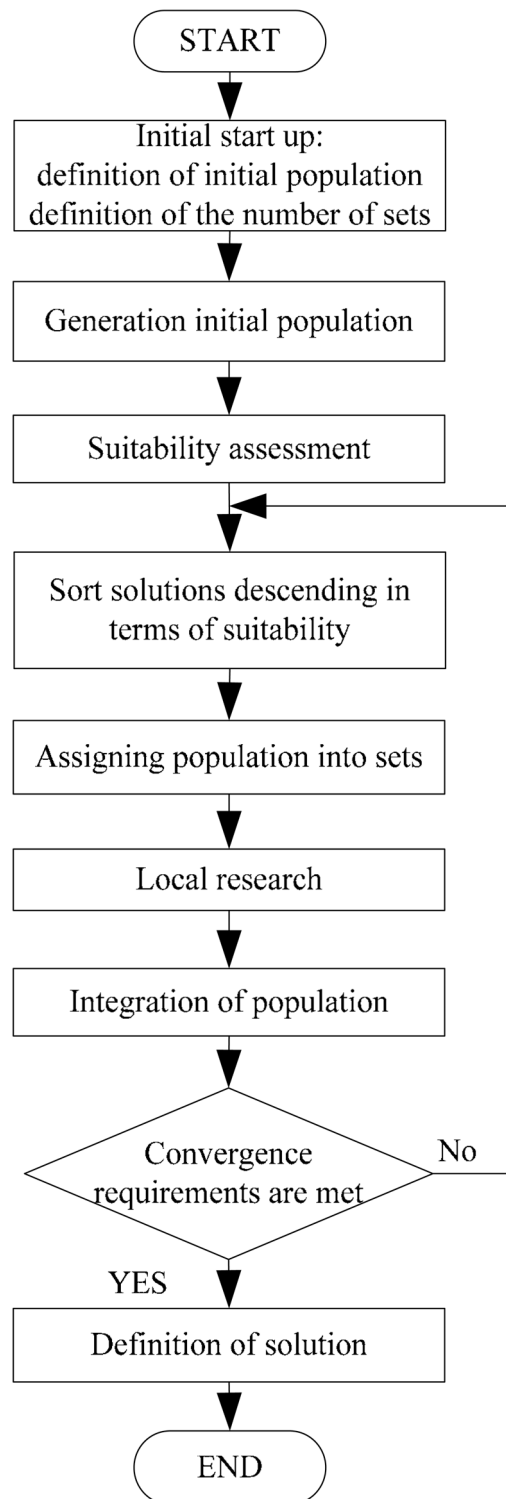 START
Initial start up:
definition of initial population
definition of the number of sets
Generation initial population
Suitability assessment
Sort solutions descending in
terms of suitability
Assigning population into sets
Local research
Integration of population
Convergence
requirements are met
No
YES
Definition of solution
END